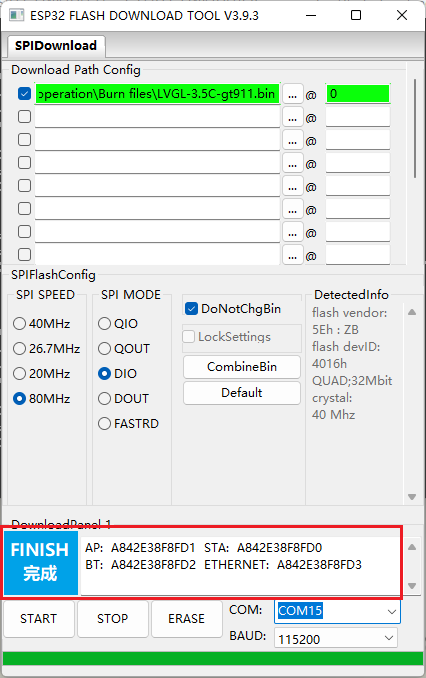 ESP32 FLASH DOWNLOAD TOOL V3.9.3
SPIDownload
Download Path Config
operation\Burn files\LVGL-3.5C-gt911.bin ... @ 0
... @
... @
... @
... @
... @
... @
... @
SPIFlashConfig
SPI SPEED
40MHz
26.7MHz
20MHz
80MHz
SPI MODE
QIO
QOUT
DIO
DOUT
FASTRD
DoNotChgBin
LockSettings
CombineBin
Default
DetectedInfo
flash vendor:
5Eh : ZB
flash devID:
4016h
QUAD;32Mbit
crystal:
40 Mhz
DownloadPanel 1
FINISH
完成
AP: A842E38F8FD1 STA: A842E38F8FD0
BT: A842E38F8FD2 ETHERNET: A842E38F8FD3
START
STOP
ERASE
COM: COM15
BAUD: 115200